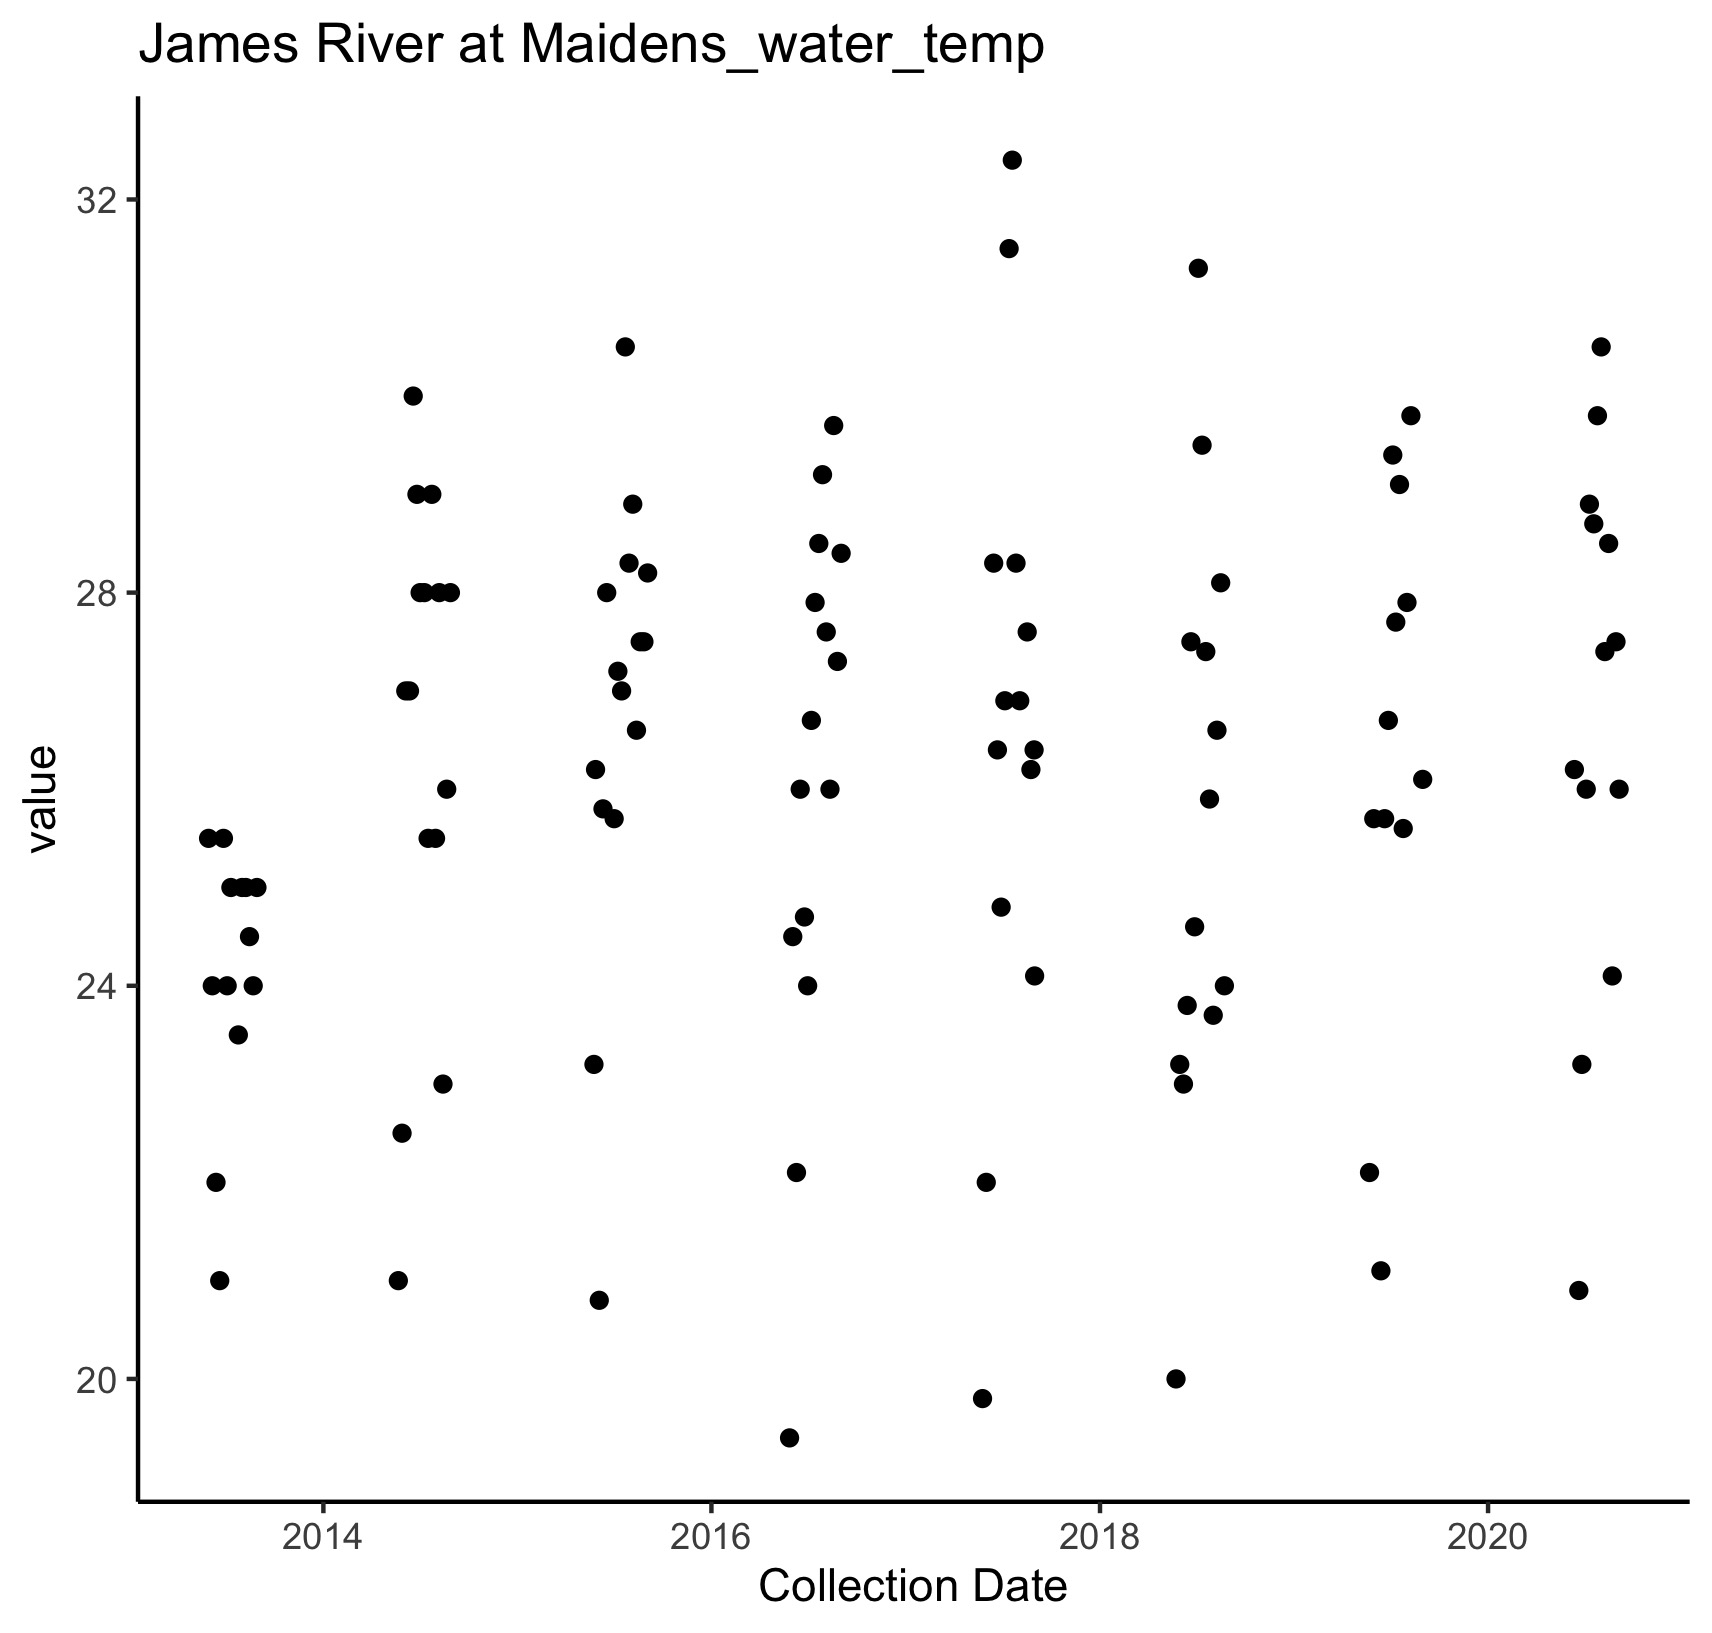 James River at Maidens_water_temp
32
28
24
20
value
2014 2016 2018 2020
Collection Date